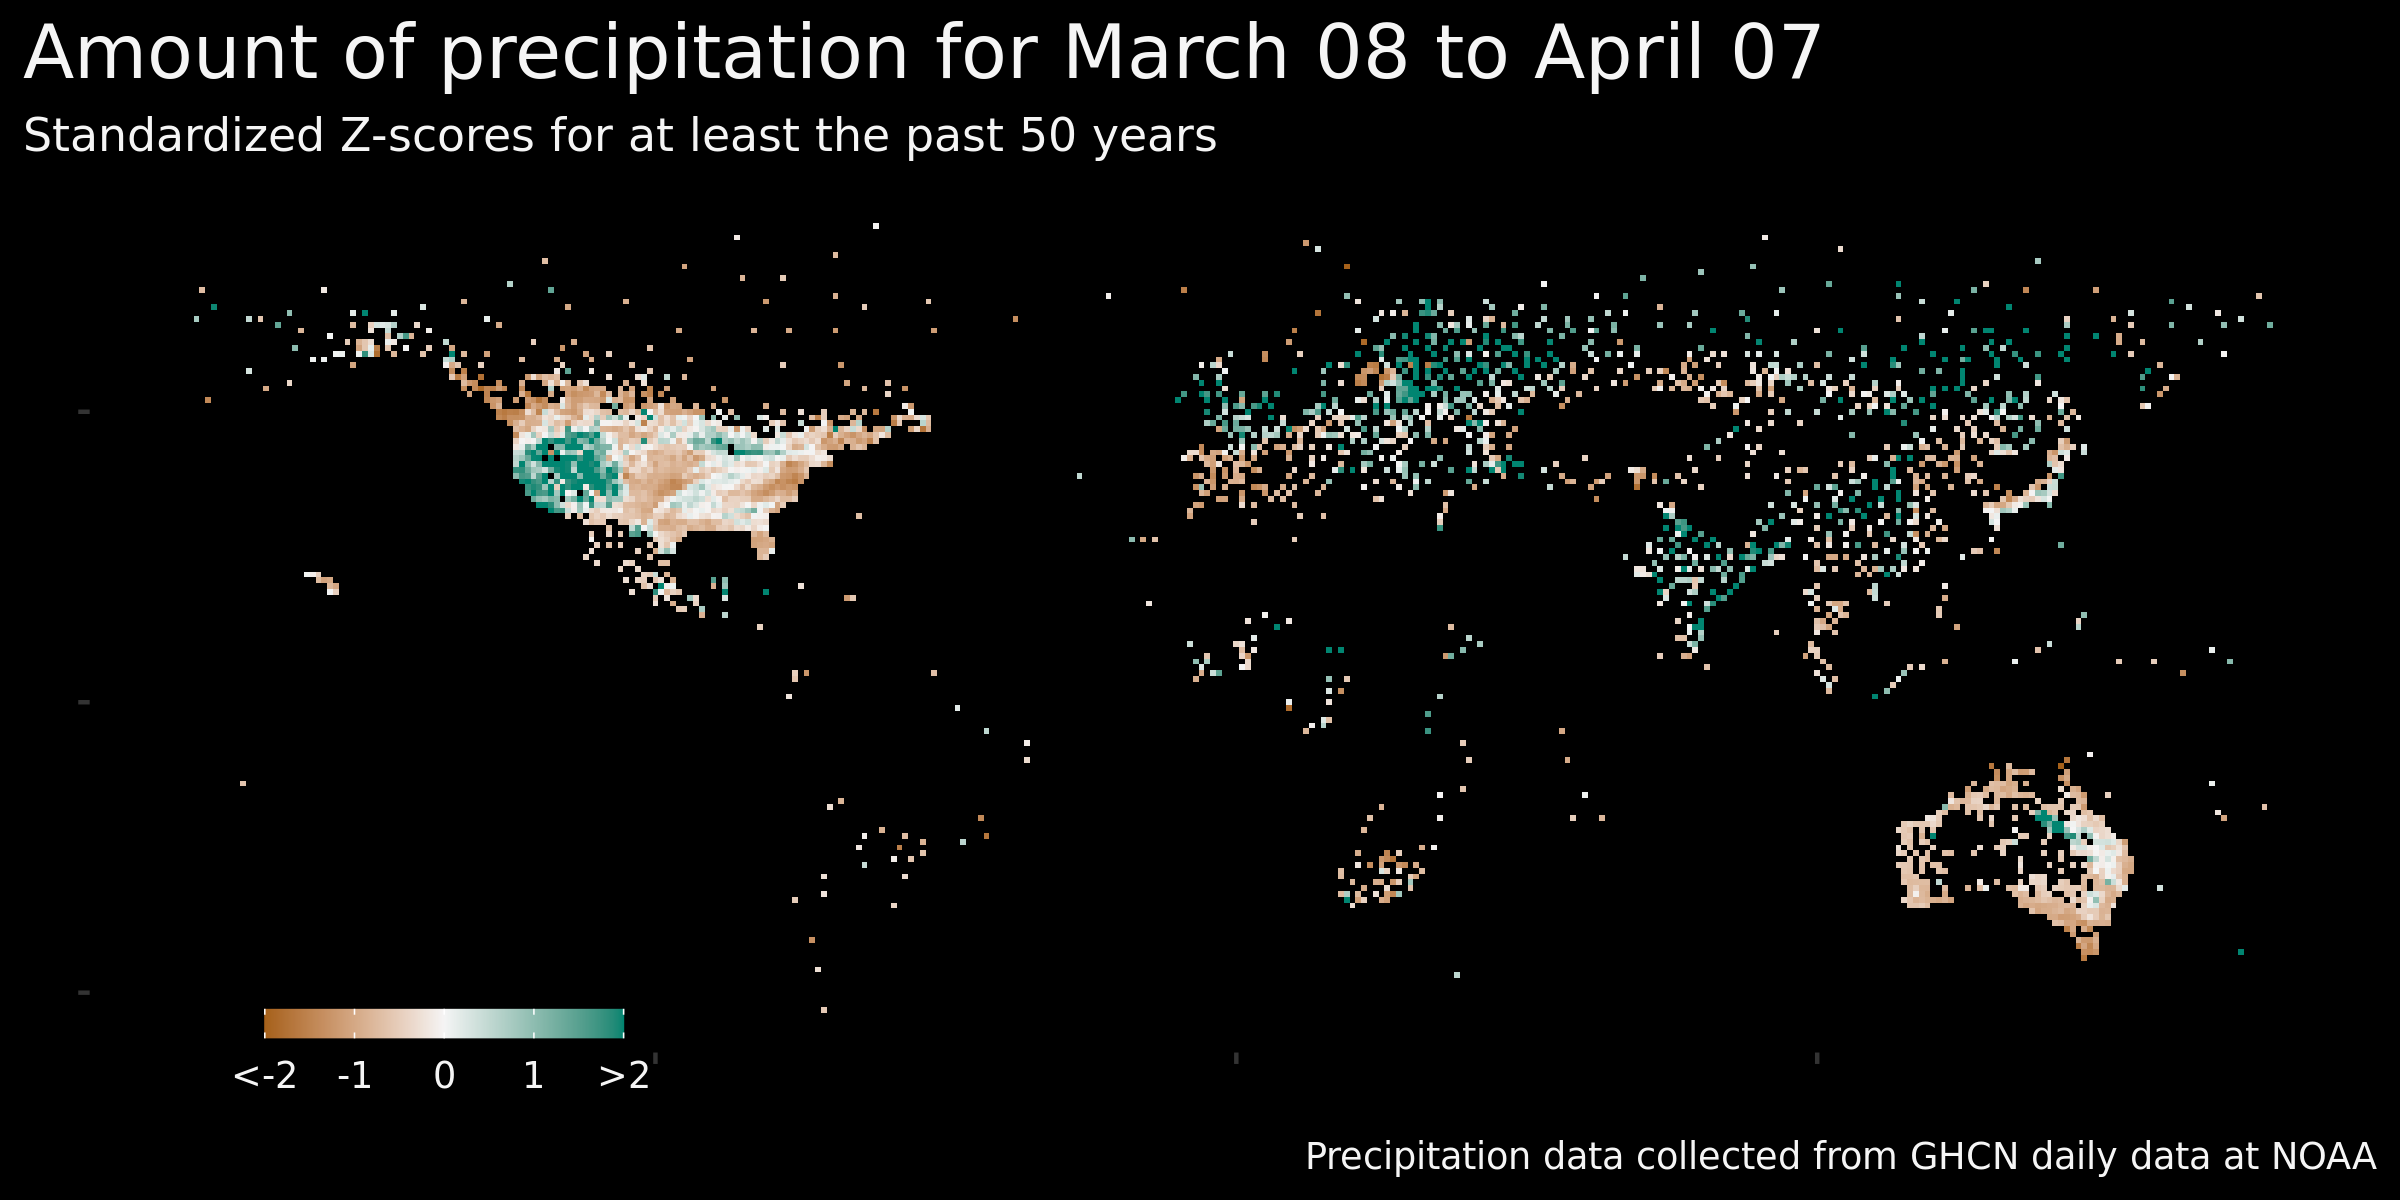 Amount of precipitation for March 08 to April 07
Standardized Z-scores for at least the past 50 years
<-2 -1 0 1 >2
Precipitation data collected from GHCN daily data at NOAA